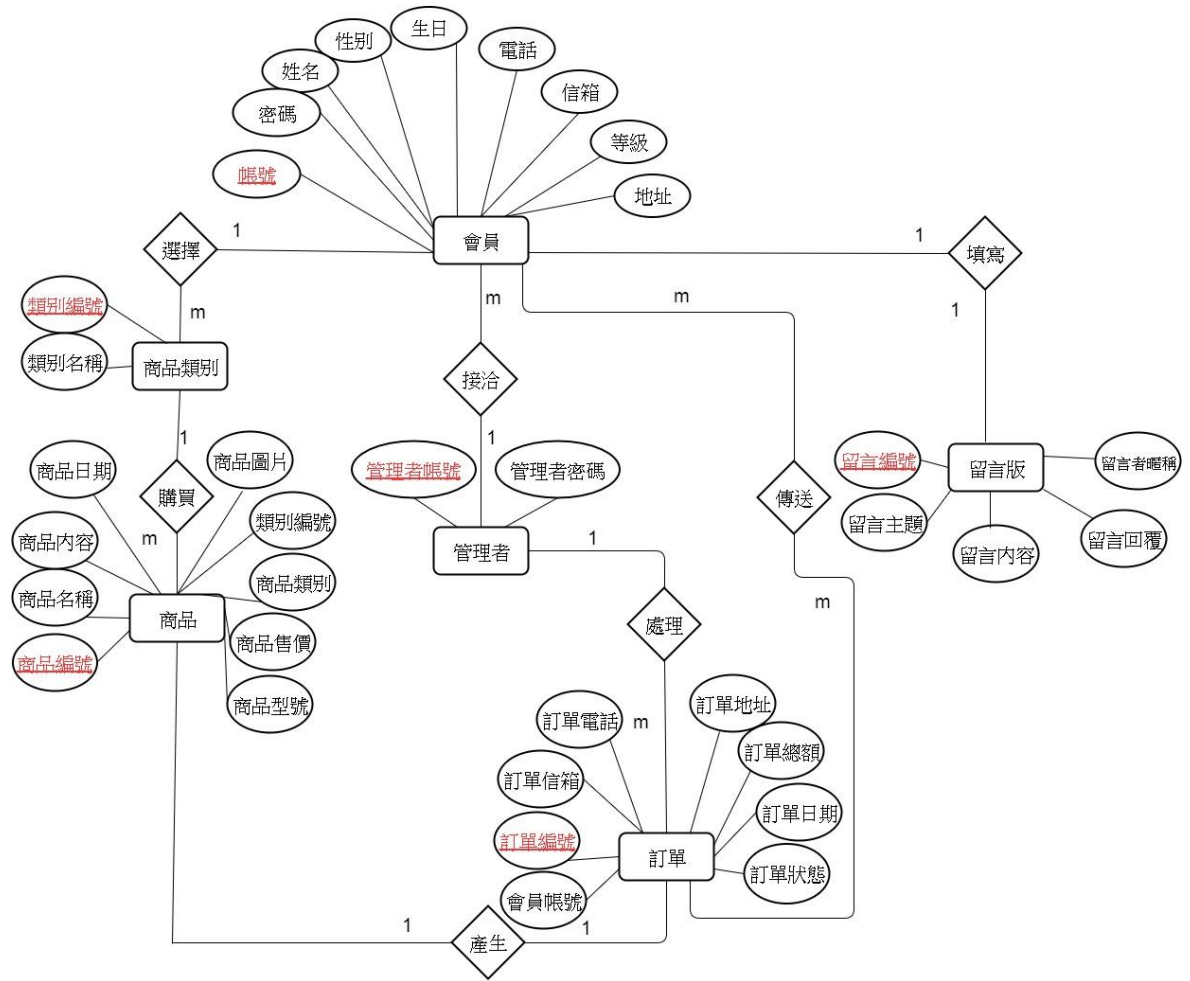 生日
性別
電話
姓名
信箱
密碼
等級
帳號
地址
1
1
選擇
會員
填寫
m
m
m
1
類別編號
類別名稱
商品類別
接洽
1
1
商品日期
商品圖片
管理者帳號
管理者密碼
留言編號
留言版
留言者暱稱
購買
傳送
類別編號
留言主題
留言內容
留言回覆
m
商品內容
1
管理者
商品類別
商品名稱
m
商品
處理
商品售價
商品編號
商品型號
訂單電話
m
訂單地址
訂單總額
訂單信箱
訂單日期
訂單編號
訂單
訂單狀態
會員帳號
1
1
產生